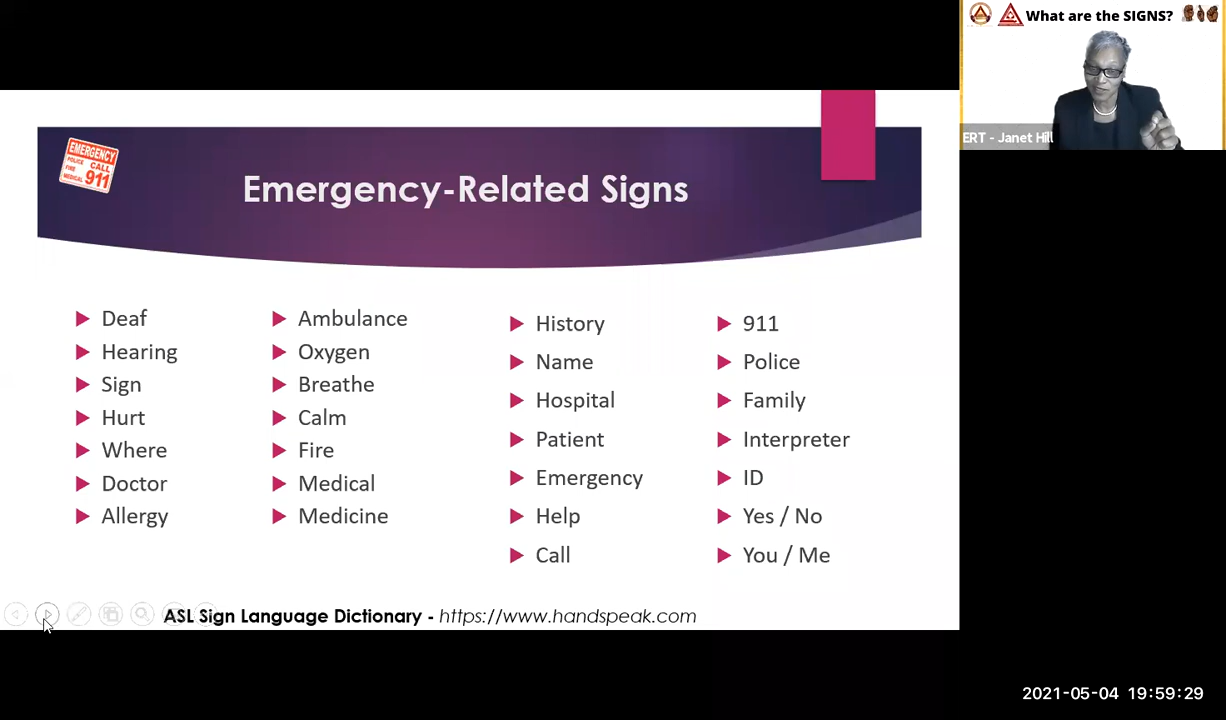 What are the SIGNS?
ERT - Janet Hill
EMERGENCY
POLICE
FIRE
MEDICAL
CALL
911
Emergency-Related Signs
Deaf
Hearing
Sign
Hurt
Where
Doctor
Allergy
Ambulance
Oxygen
Breathe
Calm
Fire
Medical
Medicine
History
Name
Hospital
Patient
Emergency
Help
Call
911
Police
Family
Interpreter
ID
Yes / No
You / Me
ASL Sign Language Dictionary - https://www.handspeak.com
2021-05-04 19:59:29